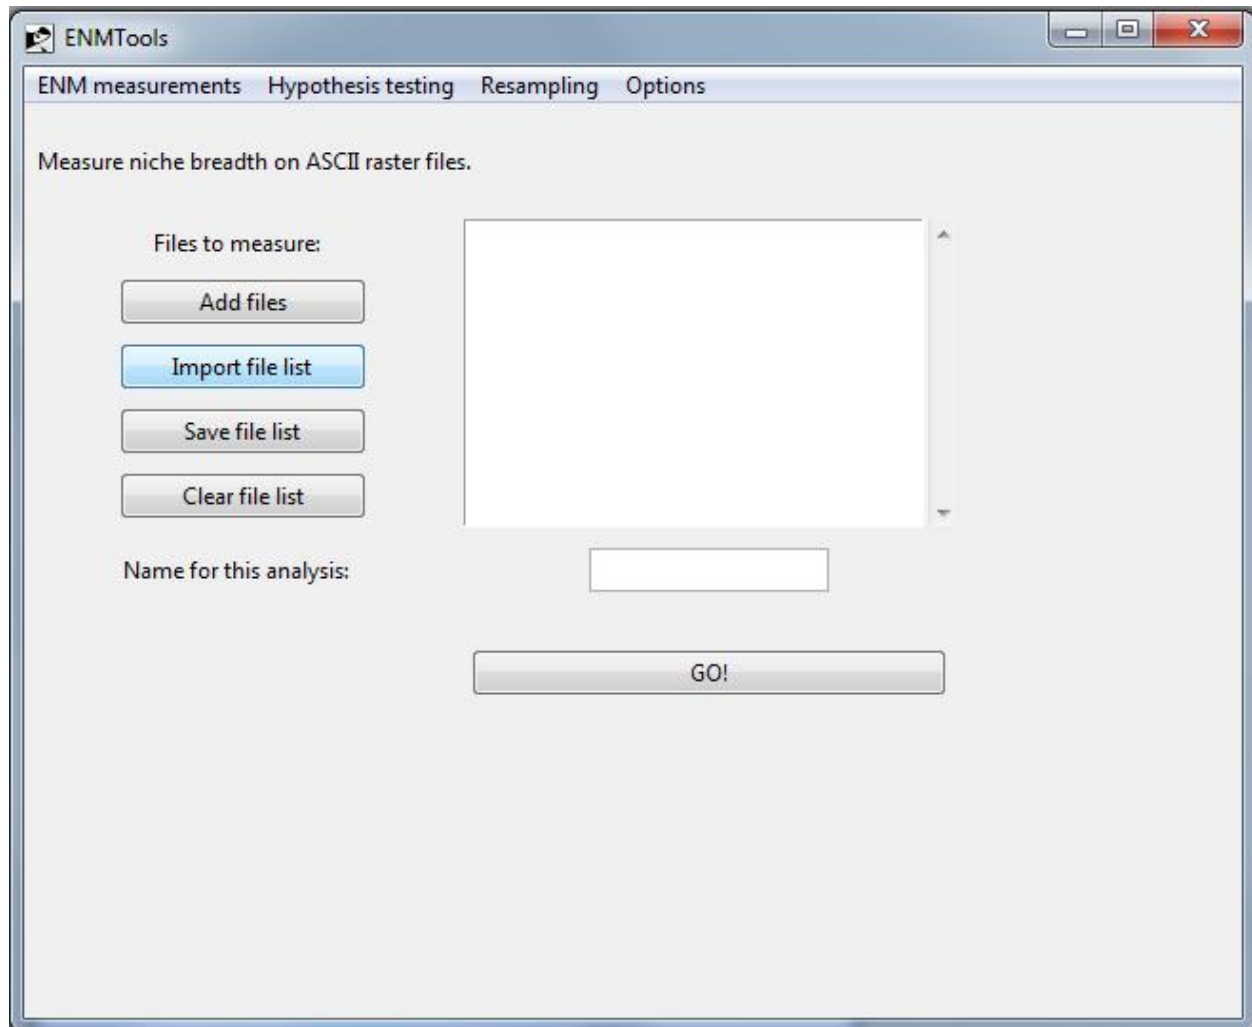 ENMTools
ENM measurements Hypothesis testing Resampling Options
Measure niche breadth on ASCII raster files.
Files to measure:
Add files
Import file list
Save file list
Clear file list
Name for this analysis:
GO!